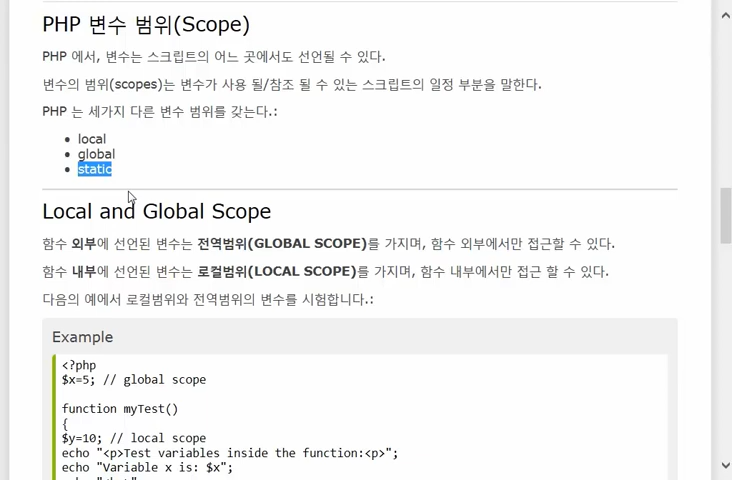 PHP 변수 범위(Scope)
PHP 에서, 변수는 스크립트의 어느 곳에서도 선언될 수 있다.
변수의 범위(scopes)는 변수가 사용 될/참조 될 수 있는 스크립트의 일정 부분을 말한다.
PHP 는 세가지 다른 변수 범위를 갖는다.:
local
global
static
Local and Global Scope
함수 외부에 선언된 변수는 전역범위(GLOBAL SCOPE)를 가지며, 함수 외부에서만 접근할 수 있다.
함수 내부에 선언된 변수는 로컬범위(LOCAL SCOPE)를 가지며, 함수 내부에서만 접근 할 수 있다.
다음의 예에서 로컬범위와 전역범위의 변수를 시험합니다.:
Example
<?php
$x=5; // global scope
function myTest()
{
$y=10; // local scope
echo "<p>Test variables inside the function:<p>";
echo "Variable x is: $x";